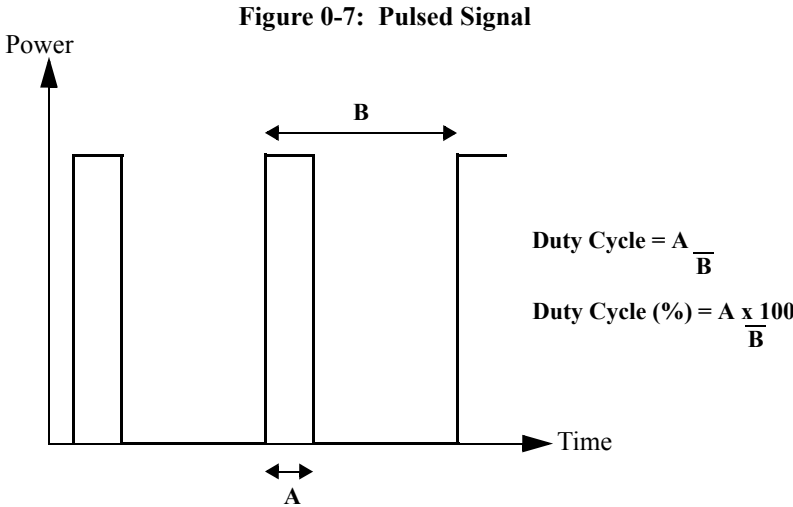 Figure 0-7: Pulsed Signal
Power
B
Duty Cycle = A
B
Duty Cycle (%) = A x 100
B
Time
A